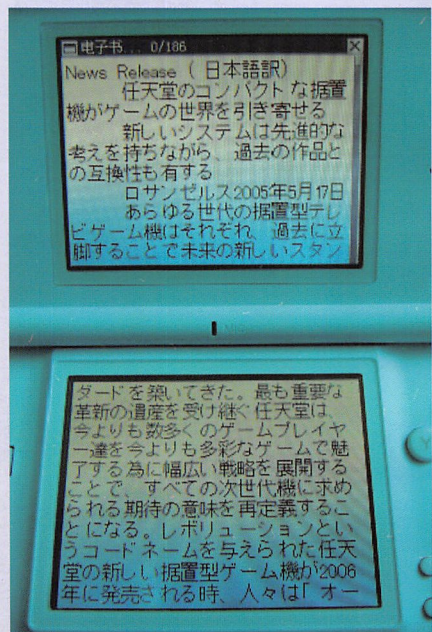 电子书... 0/186
News Release ( 日本語訳)
任天堂のコンパクトな据置
機がゲームの世界を引き寄せる
新しいシステムは先進的な
考えを持ちながら、過去の作品と
の互換性も有する
ロサンゼルス2005年5月17日
あらゆる世代の据置型テレ
ビゲーム機はそれぞれ、過去に立
脚することで未来の新しいスタン
ダードを築いてきた。最も重要な
革新の遺産を受け継ぐ任天堂は、
今よりも数多くのゲームプレイヤ
ー達を今よりも多彩なゲームで魅
了する為に幅広い戦略を展開する
ことで、すべての次世代機に求め
られる期待の意味を再定義するこ
とになる。レボリューションとい
うコードネームを与えられた任天
堂の新しい据置型ゲーム機が2006
年に発売される時、人々は「オー
Y